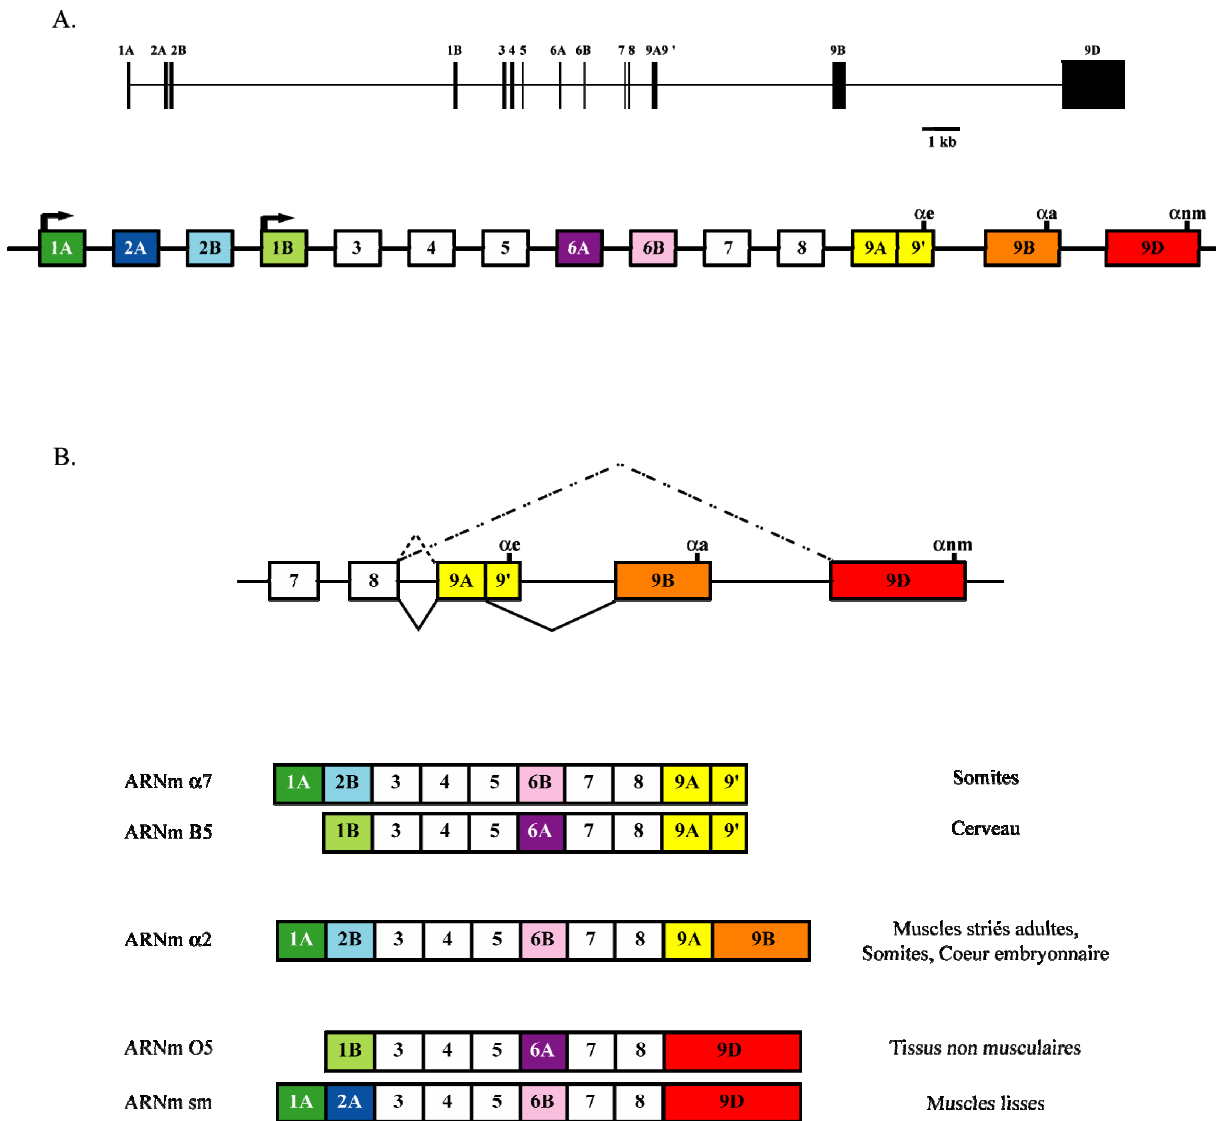 A.
1A 2A 2B 1B 3 4 5 6A 6B 7 8 9A 9' 9B 9D
1 kb
αe αa αnm
1A 2A 2B 1B 3 4 5 6A 6B 7 8 9A 9' 9B 9D
B.
αe αa αnm
7 8 9A 9' 9B 9D
ARNm α7 1A 2B 3 4 5 6B 7 8 9A 9' Somites
ARNm B5 1B 3 4 5 6A 7 8 9A 9' Cerveau
ARNm α2 1A 2B 3 4 5 6B 7 8 9A 9B Muscles striés adultes,
Somites, Coeur embryonnaire
ARNm O5 1B 3 4 5 6A 7 8 9D Tissus non musculaires
ARNm sm 1A 2A 3 4 5 6B 7 8 9D Muscles lisses